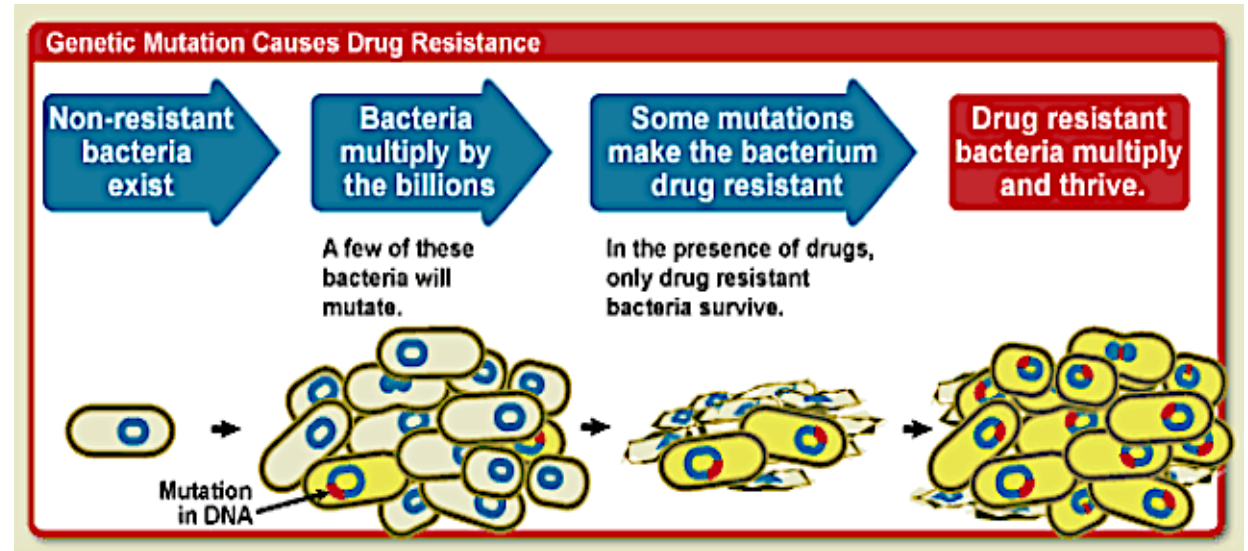 Genetic Mutation Causes Drug Resistance
Non-resistant
bacteria
exist
Bacteria
multiply by
the billions
Some mutations
make the bacterium
drug resistant
Drug resistant
bacteria multiply
and thrive.
A few of these
bacteria will
mutate.
In the presence of drugs,
only drug resistant
bacteria survive.
Mutation
in DNA